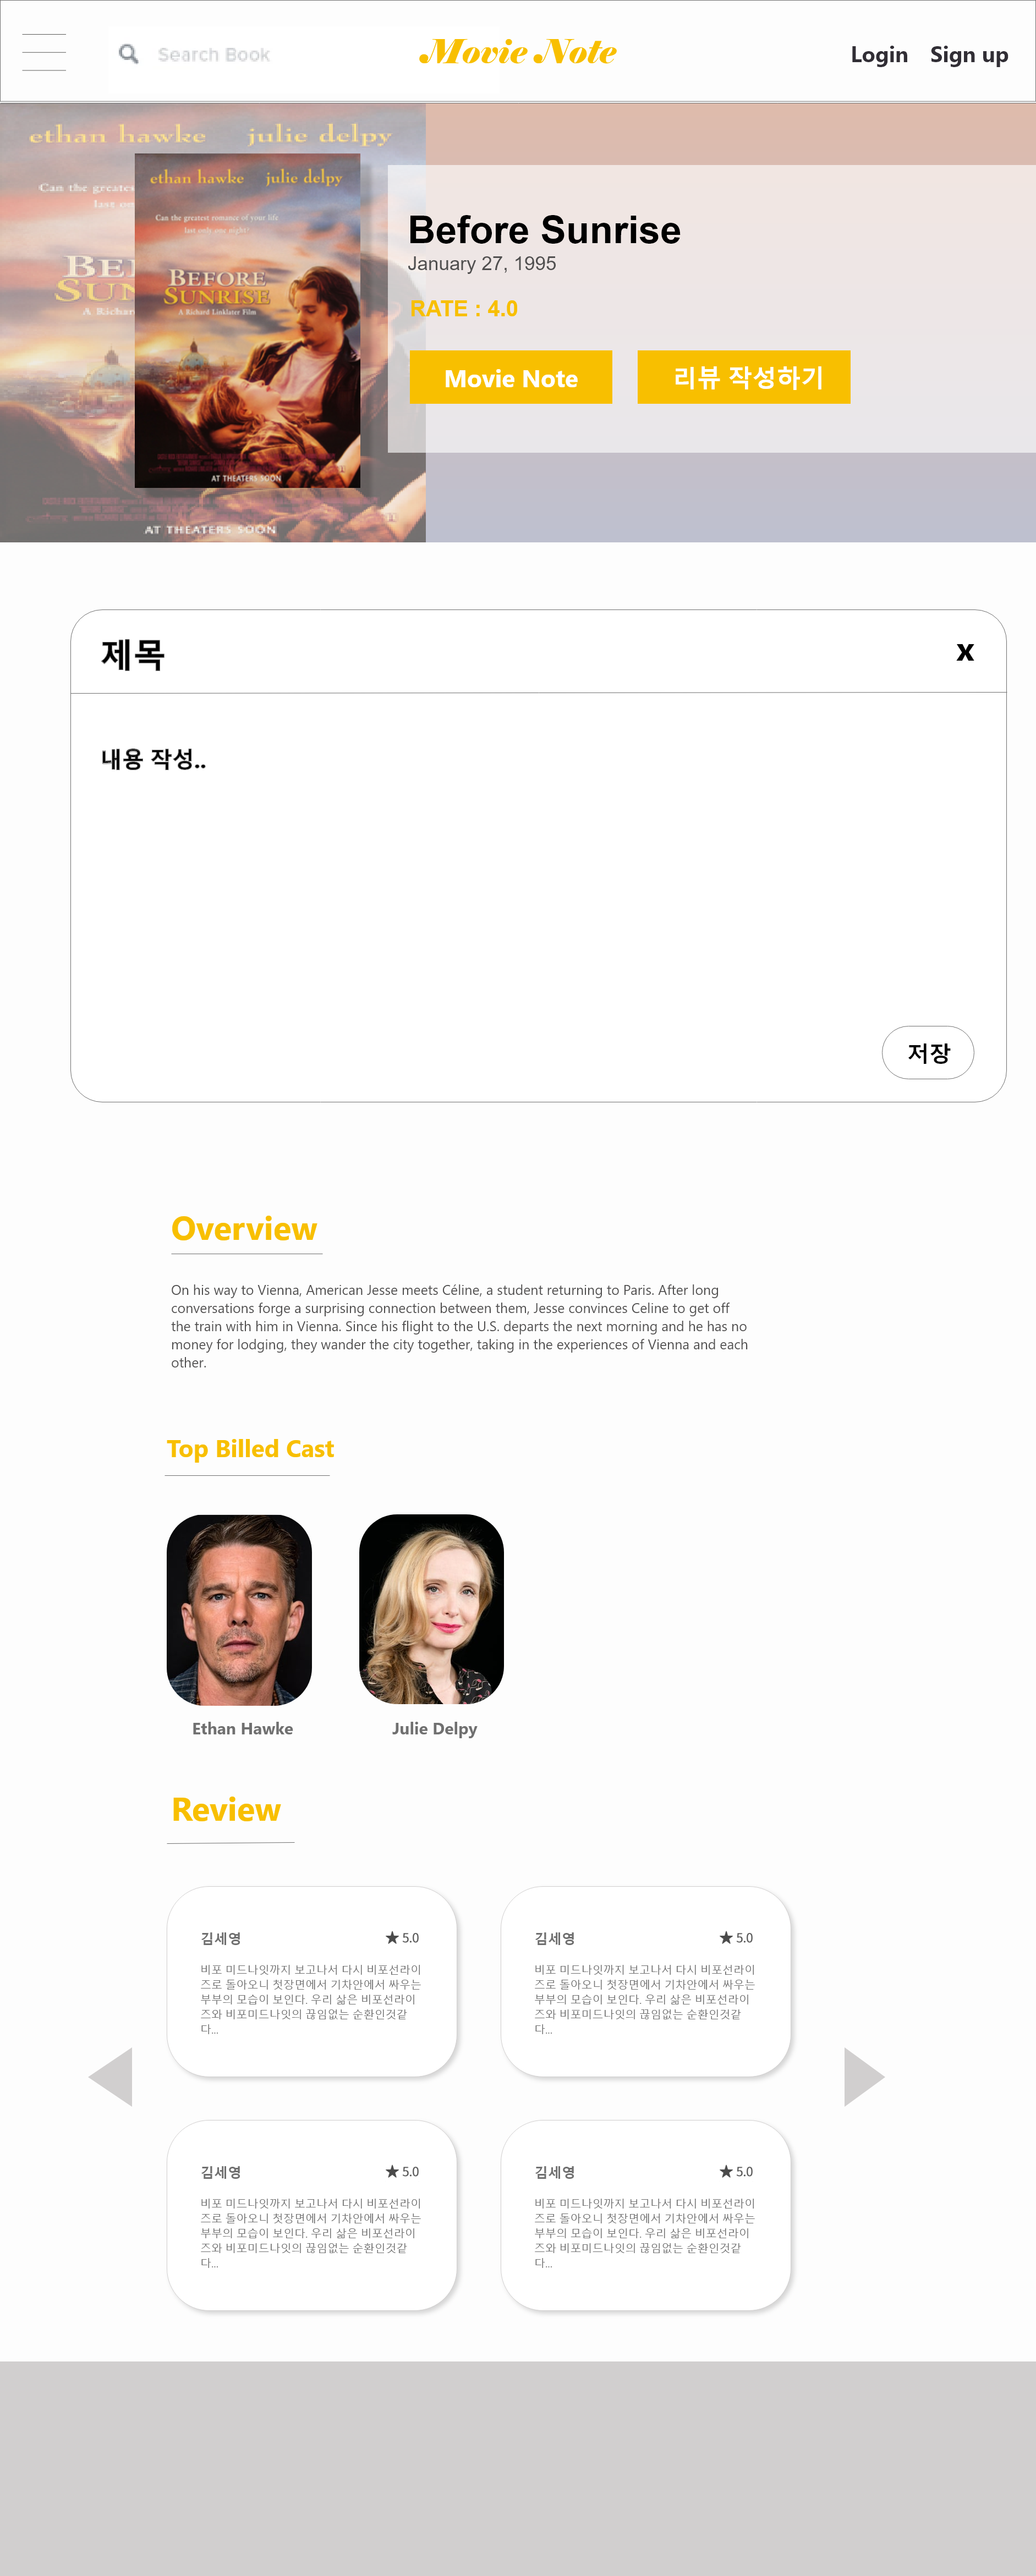 Search Book
Movie Note
Login
Sign up
ethan hawke julie delpy
Can the greates
last on
BE
SUN
A Richar
AT THEATERS SOON
ethan hawke julie delpy
Can the greatest romance of your life
last only one night?
BEFORE
SUNRISE
A Richard Linklater Film
AT THEATERS SOON
Before Sunrise
January 27, 1995
RATE : 4.0
Movie Note
리뷰 작성하기
제목
X
내용 작성..
저장
Overview
On his way to Vienna, American Jesse meets Céline, a student returning to Paris. After long
conversations forge a surprising connection between them, Jesse convinces Celine to get off
the train with him in Vienna. Since his flight to the U.S. departs the next morning and he has no
money for lodging, they wander the city together, taking in the experiences of Vienna and each
other.
Top Billed Cast
Ethan Hawke
Julie Delpy
Review
김세영
★ 5.0
비포 미드나잇까지 보고나서 다시 비포선라이
즈로 돌아오니 첫장면에서 기차안에서 싸우는
부부의 모습이 보인다. 우리 삶은 비포선라이
즈와 비포미드나잇의 끊임없는 순환인것같
다...
김세영
★ 5.0
비포 미드나잇까지 보고나서 다시 비포선라이
즈로 돌아오니 첫장면에서 기차안에서 싸우는
부부의 모습이 보인다. 우리 삶은 비포선라이
즈와 비포미드나잇의 끊임없는 순환인것같
다...
김세영
★ 5.0
비포 미드나잇까지 보고나서 다시 비포선라이
즈로 돌아오니 첫장면에서 기차안에서 싸우는
부부의 모습이 보인다. 우리 삶은 비포선라이
즈와 비포미드나잇의 끊임없는 순환인것같
다...
김세영
★ 5.0
비포 미드나잇까지 보고나서 다시 비포선라이
즈로 돌아오니 첫장면에서 기차안에서 싸우는
부부의 모습이 보인다. 우리 삶은 비포선라이
즈와 비포미드나잇의 끊임없는 순환인것같
다...